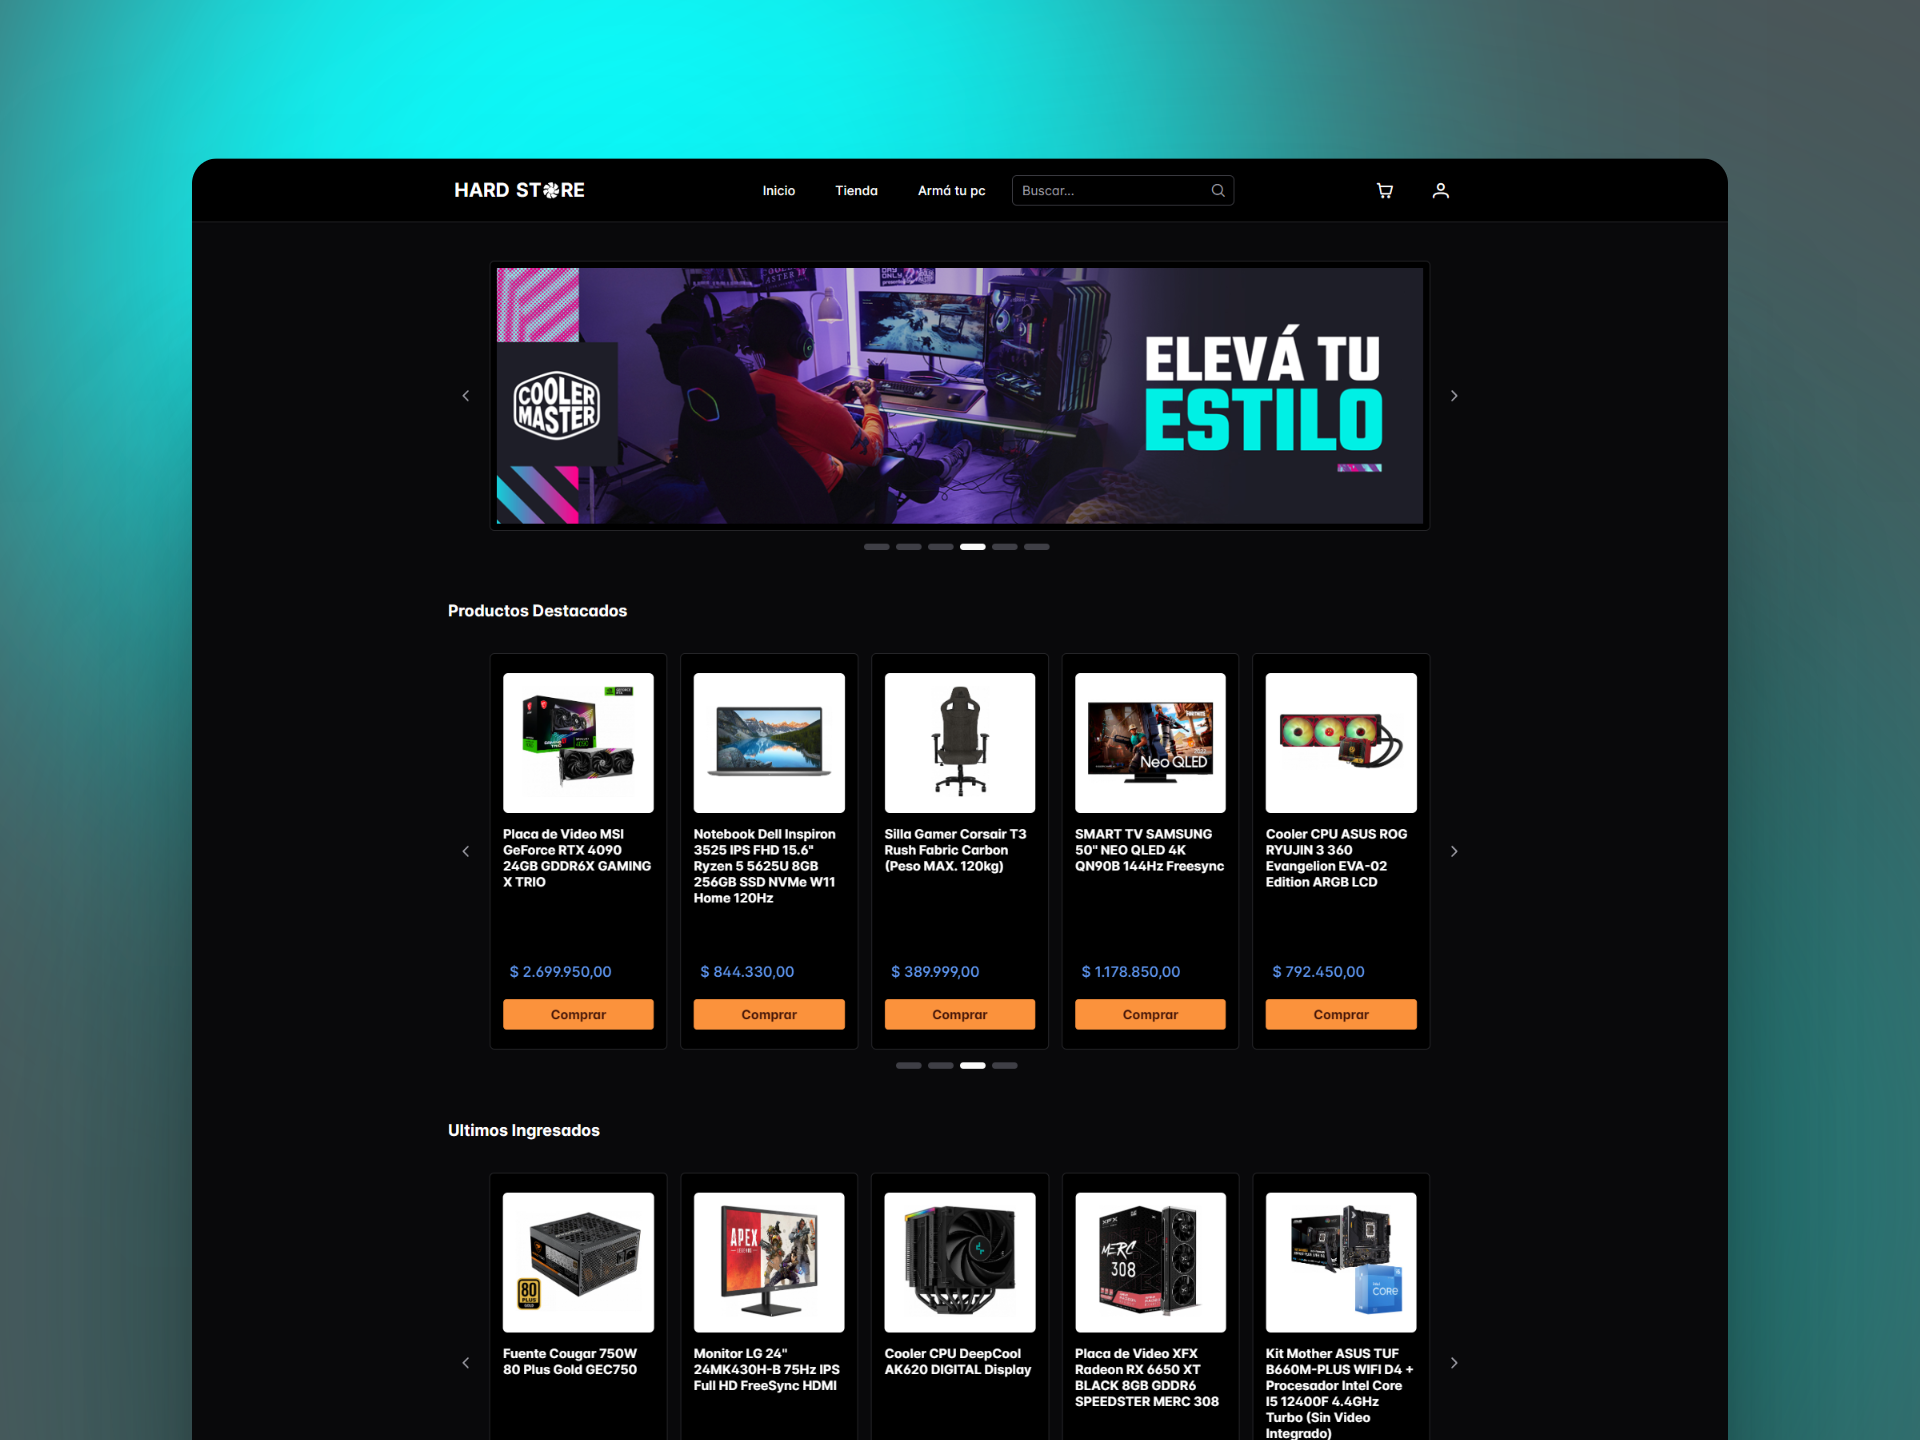 HARD STORE
Inicio
Tienda
Armá tu pc
Buscar...
COOLER
MASTER
ELEVÁ TU
ESTILO
Productos Destacados
Neo QLED
Placa de Video MSI
GeForce RTX 4090
24GB GDDR6X GAMING
X TRIO
$ 2.699.950,00
Comprar
Notebook Dell Inspiron
3525 IPS FHD 15.6"
Ryzen 5 5625U 8GB
256GB SSD NVMe W11
Home 120Hz
$ 844.330,00
Comprar
Silla Gamer Corsair T3
Rush Fabric Carbon
(Peso MAX. 120kg)
$ 389.999,00
Comprar
SMART TV SAMSUNG
50" NEO QLED 4K
QN90B 144Hz Freesync
$ 1.178.850,00
Comprar
Cooler CPU ASUS ROG
RYUJIN 3 360
Evangelion EVA-02
Edition ARGB LCD
$ 792.450,00
Comprar
Ultimos Ingresados
80
PLUS
GOLD
Fuente Cougar 750W
80 Plus Gold GEC750
APEX
Monitor LG 24"
24MK430H-B 75Hz IPS
Full HD FreeSync HDMI
Cooler CPU DeepCool
AK620 DIGITAL Display
XFX
MERC
308
Placa de Video XFX
Radeon RX 6650 XT
BLACK 8GB GDDR6
SPEEDSTER MERC 308
CORE
Kit Mother ASUS TUF
B660M-PLUS WIFI D4 +
Procesador Intel Core
I5 12400F 4.4GHz
Turbo (Sin Video
Integrado)